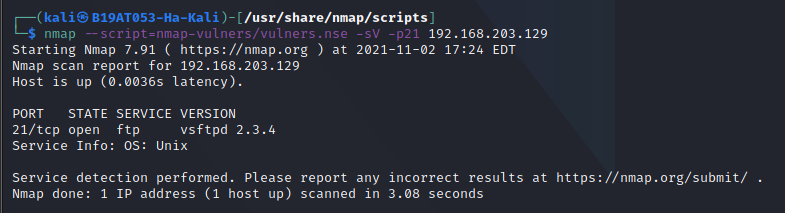 ┌──(kali㉿B19AT053-Ha-Kali)-[/usr/share/nmap/scripts]
└─$ nmap --script=nmap-vulners/vulners.nse -sV -p21 192.168.203.129
Starting Nmap 7.91 ( https://nmap.org ) at 2021-11-02 17:24 EDT
Nmap scan report for 192.168.203.129
Host is up (0.0036s latency).

PORT   STATE SERVICE VERSION
21/tcp open  ftp     vsftpd 2.3.4
Service Info: OS: Unix

Service detection performed. Please report any incorrect results at https://nmap.org/submit/ .
Nmap done: 1 IP address (1 host up) scanned in 3.08 seconds